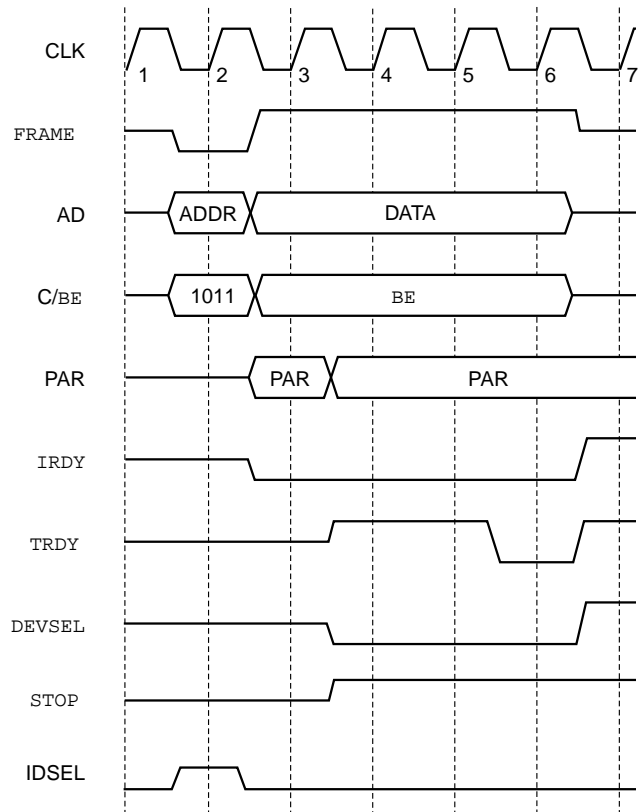 CLK
1 2 3 4 5 6 7
FRAME
AD ADDR DATA
C/BE 1011 BE
PAR PAR PAR
IRDY
TRDY
DEVSEL
STOP
IDSEL